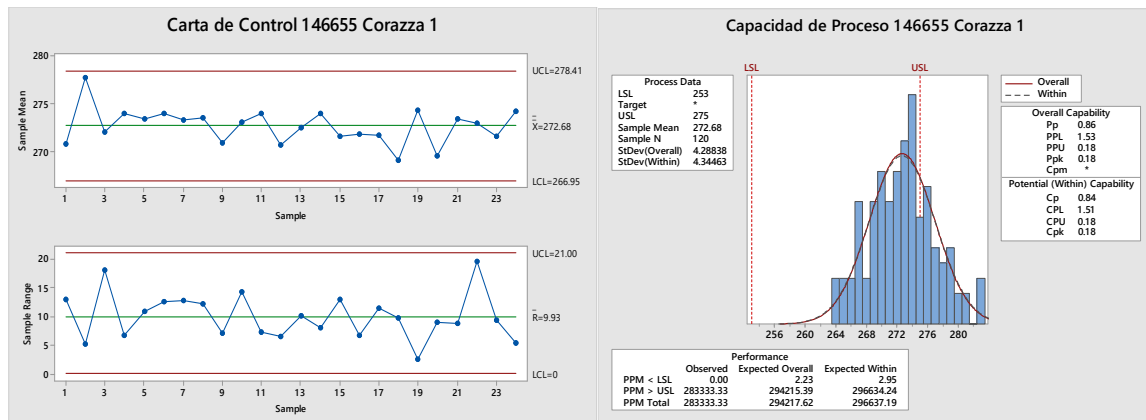 Carta de Control 146655 Corazza 1
280
275
270
Sample Mean
UCL=278.41
X=272.68
LCL=266.95
1 3 5 7 9 11 13 15 17 19 21 23
Sample
20
15
10
5
0
Sample Range
UCL=21.00
R=9.93
LCL=0
1 3 5 7 9 11 13 15 17 19 21 23
Sample
Capacidad de Proceso 146655 Corazza 1
LSL USL
Process Data
LSL 253
Target *
USL 275
Sample Mean 272.68
Sample N 120
StDev(Overall) 4.28838
StDev(Within) 4.34463
Overall
Within
Overall Capability
Pp 0.86
PPL 1.53
PPU 0.18
Ppk 0.18
Cpm *
Potential (Within) Capability
Cp 0.84
CPL 1.51
CPU 0.18
Cpk 0.18
256 260 264 268 272 276 280
Performance
Observed Expected Overall Expected Within
PPM < LSL 0.00 2.23 2.95
PPM > USL 283333.33 294215.39 296634.24
PPM Total 283333.33 294217.62 296637.19